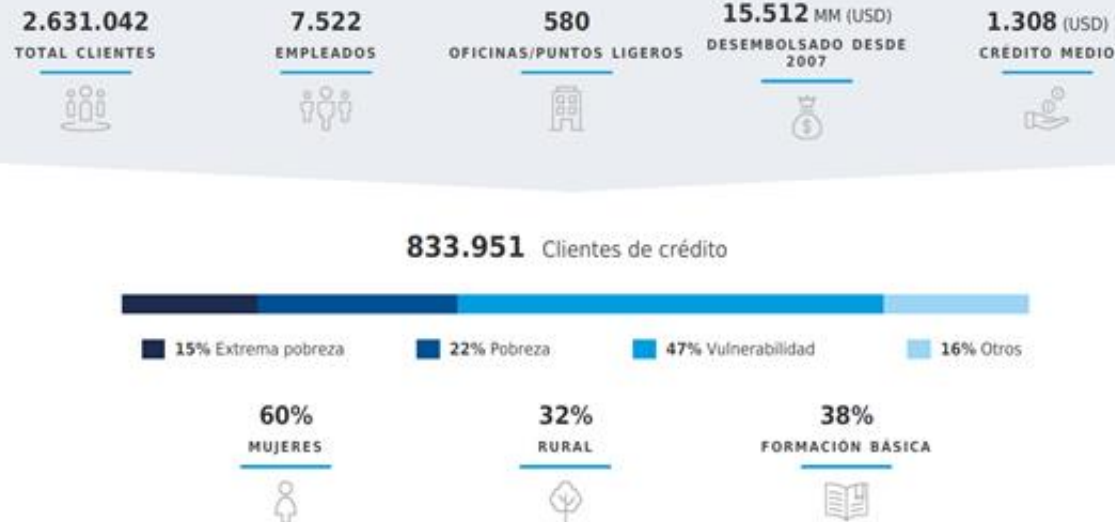 2.631.042
TOTAL CLIENTES
7.522
EMPLEADOS
580
OFICINAS/PUNTOS LIGEROS
15.512 MM (USD)
DESEMBOLSADO DESDE
2007
1.308 (USD)
CRÉDITO MEDIO
$
833.951 Clientes de crédito
15% Extrema pobreza
22% Pobreza
47% Vulnerabilidad
16% Otros
60%
MUJERES
32%
RURAL
38%
FORMACIÓN BÁSICA